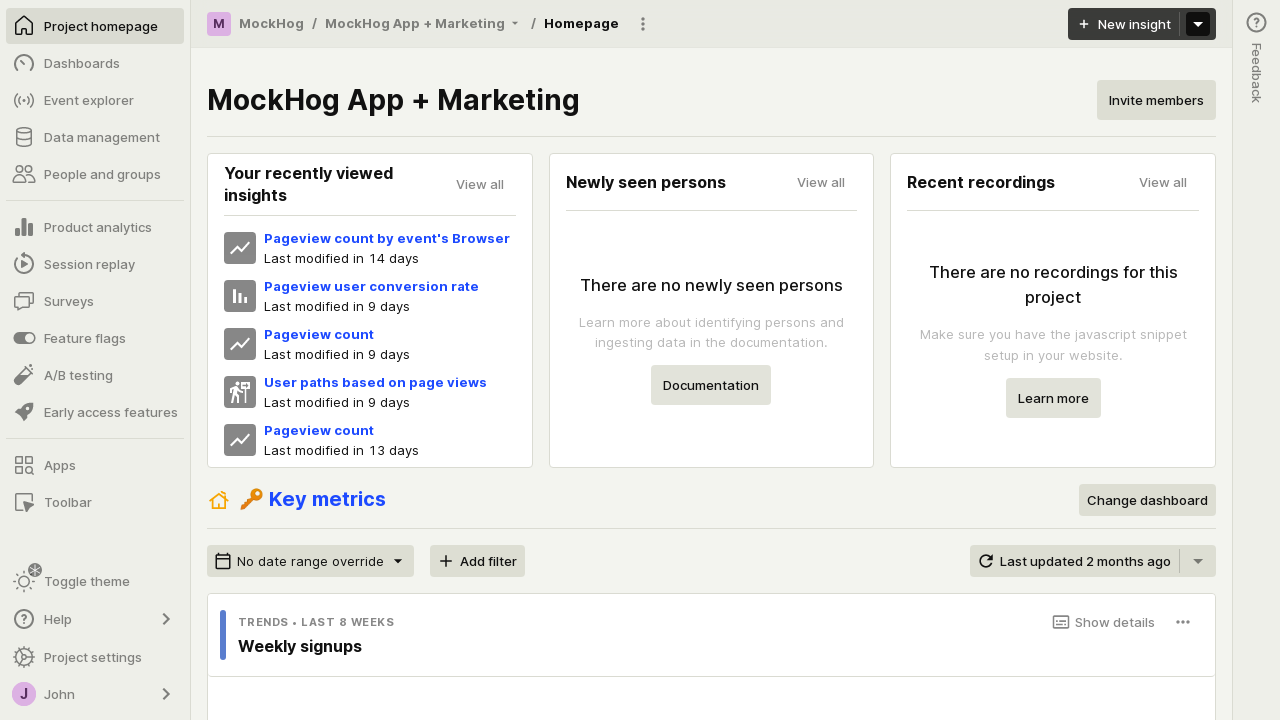 Project homepage
Dashboards
Event explorer
Data management
People and groups
Product analytics
Session replay
Surveys
Feature flags
A/B testing
Early access features
Apps
Toolbar
Toggle theme
Help
Project settings
J John
M MockHog / MockHog App + Marketing / Homepage
New insight
MockHog App + Marketing
Invite members
Your recently viewed
insights
View all
Pageview count by event's Browser
Last modified in 14 days
Pageview user conversion rate
Last modified in 9 days
Pageview count
Last modified in 9 days
User paths based on page views
Last modified in 9 days
Pageview count
Last modified in 13 days
Newly seen persons
View all
There are no newly seen persons
Learn more about identifying persons and
ingesting data in the documentation.
Documentation
Recent recordings
View all
There are no recordings for this
project
Make sure you have the javascript snippet
setup in your website.
Learn more
🔑 Key metrics
Change dashboard
No date range override
Add filter
Last updated 2 months ago
TRENDS • LAST 8 WEEKS
Show details
Weekly signups
Feedback